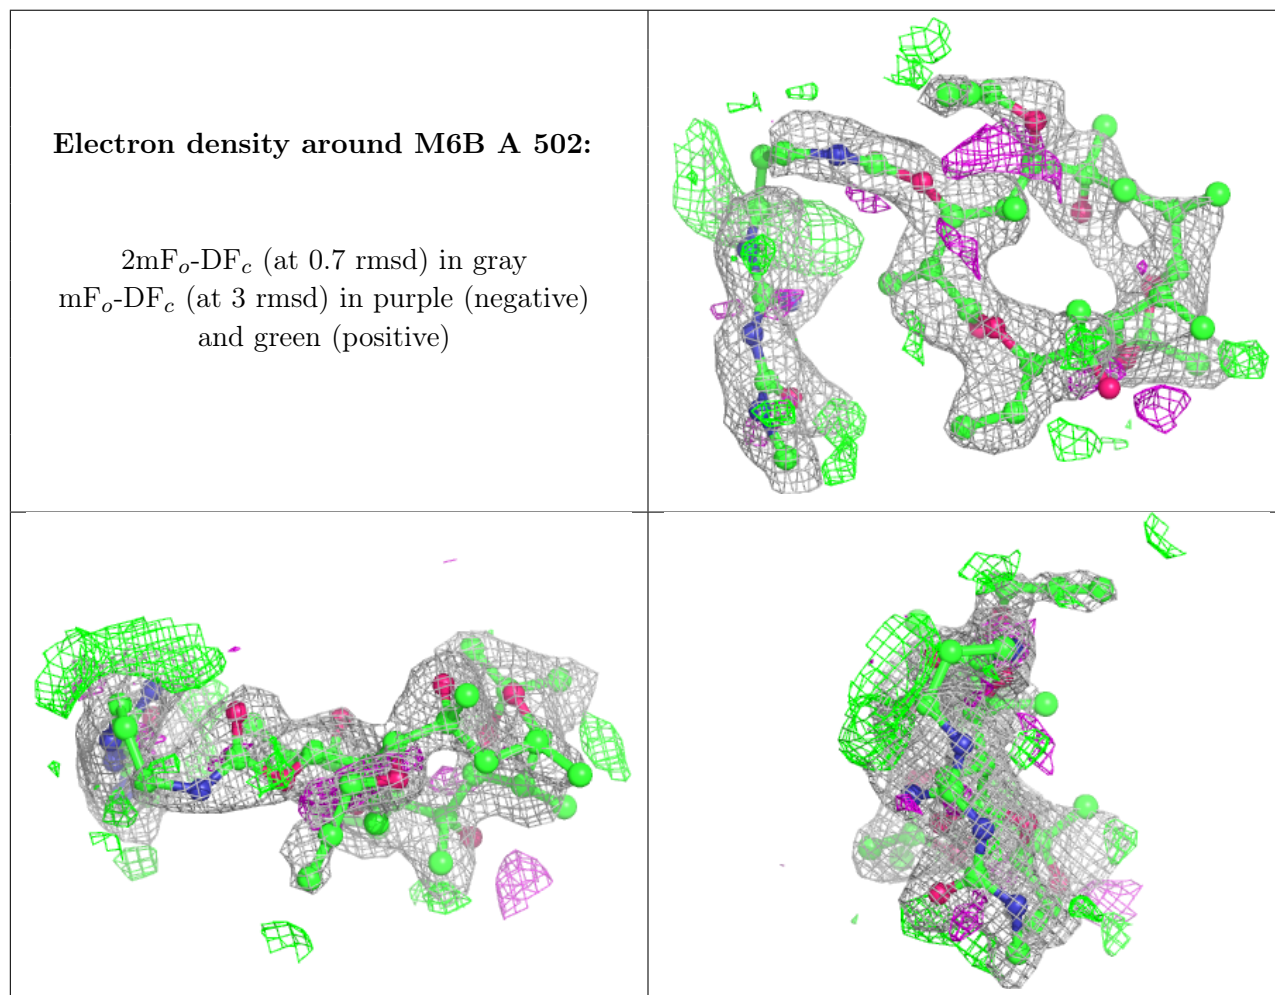 Electron density around M6B A 502:
2mFo-DFc (at 0.7 rmsd) in gray
mFo-DFc (at 3 rmsd) in purple (negative)
and green (positive)